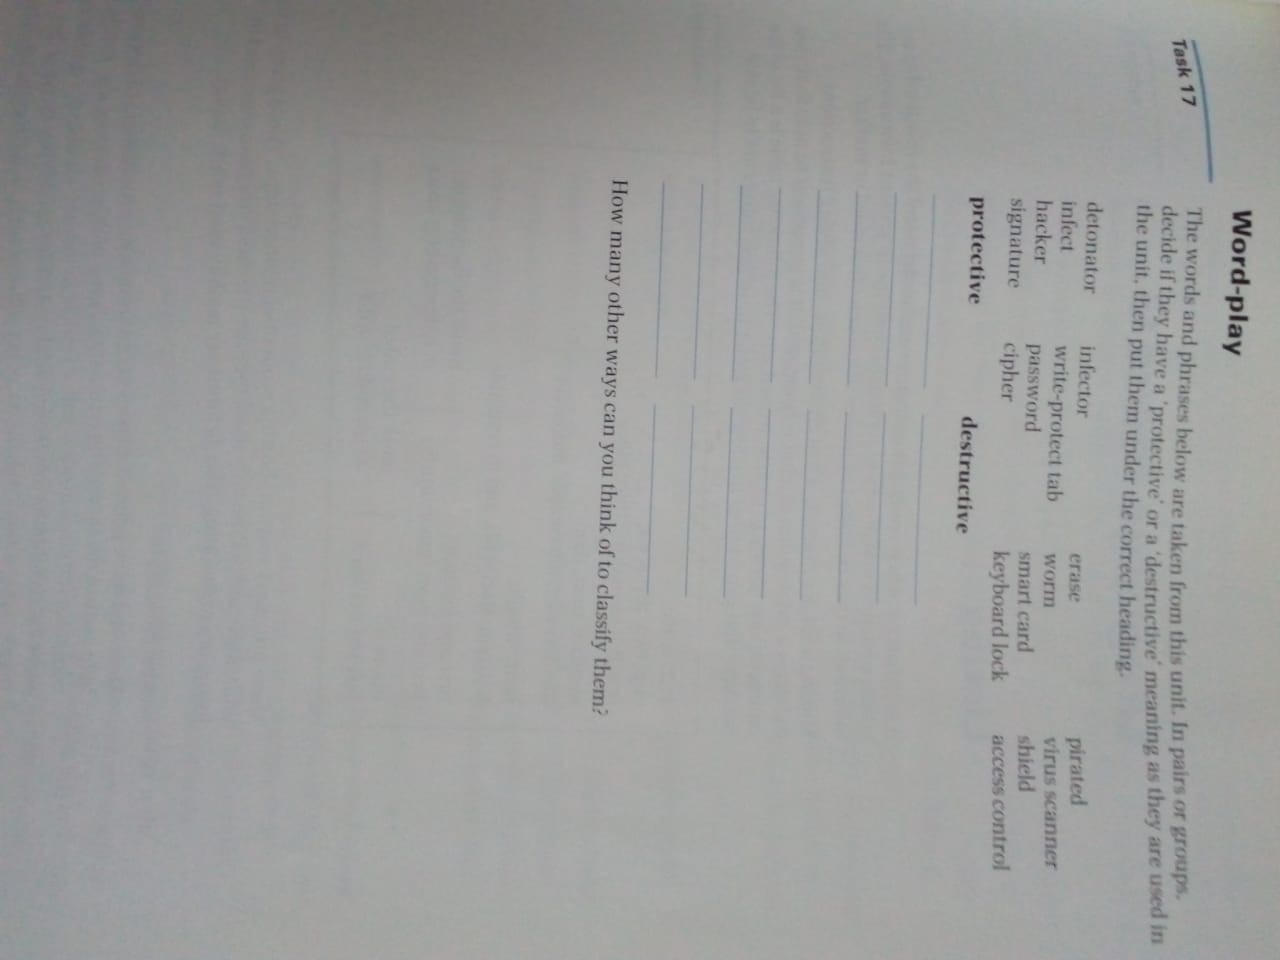 Word-play
Task 17
The words and phrases below are taken from this unit. In pairs or groups,
decide if they have a 'protective' or a 'destructive' meaning as they are used in
the unit, then put them under the correct heading.
detonator infector erase pirated
infect write-protect tab worm virus scanner
hacker password smart card shield
signature cipher keyboard lock access control
protective destructive
How many other ways can you think of to classify them?